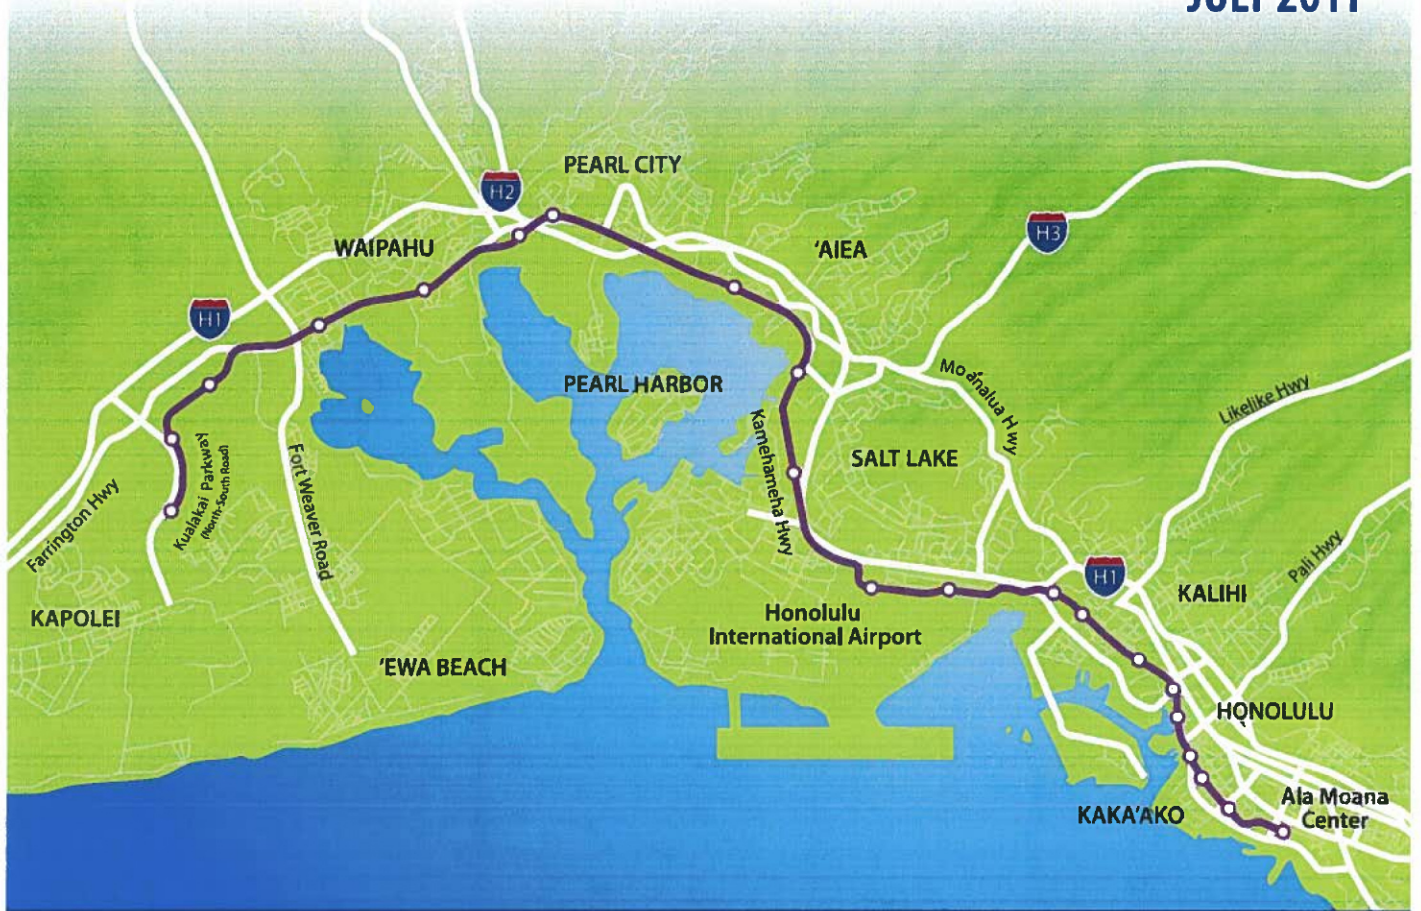 JULY 2011
PEARL CITY
H2
WAIPAHU
'AIEA
H3
H1
PEARL HARBOR
Moanalua Hwy
Likelike Hwy
Kamehameha Hwy
SALT LAKE
Kualakai Parkway
(North-South Road)
Fort Weaver Road
Farrington Hwy
Pali Hwy
H1
KALIHI
KAPOLEI
Honolulu
International Airport
'EWA BEACH
HONOLULU
KAKA'AKO
Ala Moana
Center